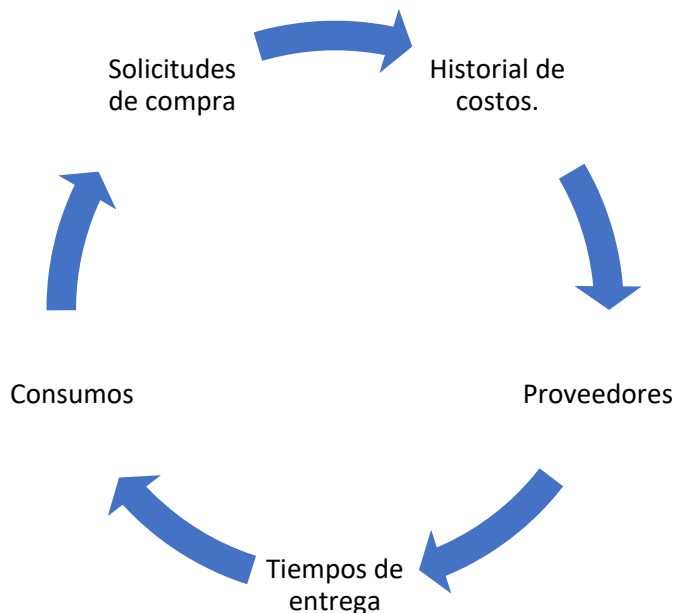 Solicitudes
de compra
Historial de
costos.
Proveedores
Tiempos de
entrega
Consumos